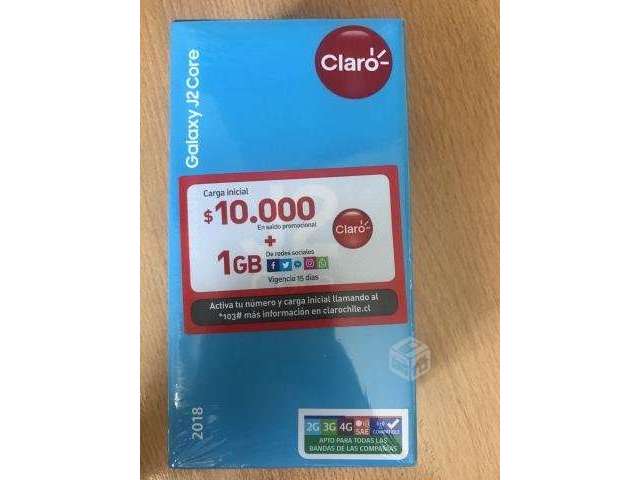 Claro
Galaxy J2 Core
Carga inicial
$10.000
En saldo promocional
+
Claro
1GB
De redes sociales
Vigencia 15 días
Activa tu número y carga inicial llamando al
*103# más información en clarochile.cl
2018
2G 3G 4G SAE COMPATIBLE
APTO PARA TODAS LAS
BANDAS DE LAS COMPAÑÍAS